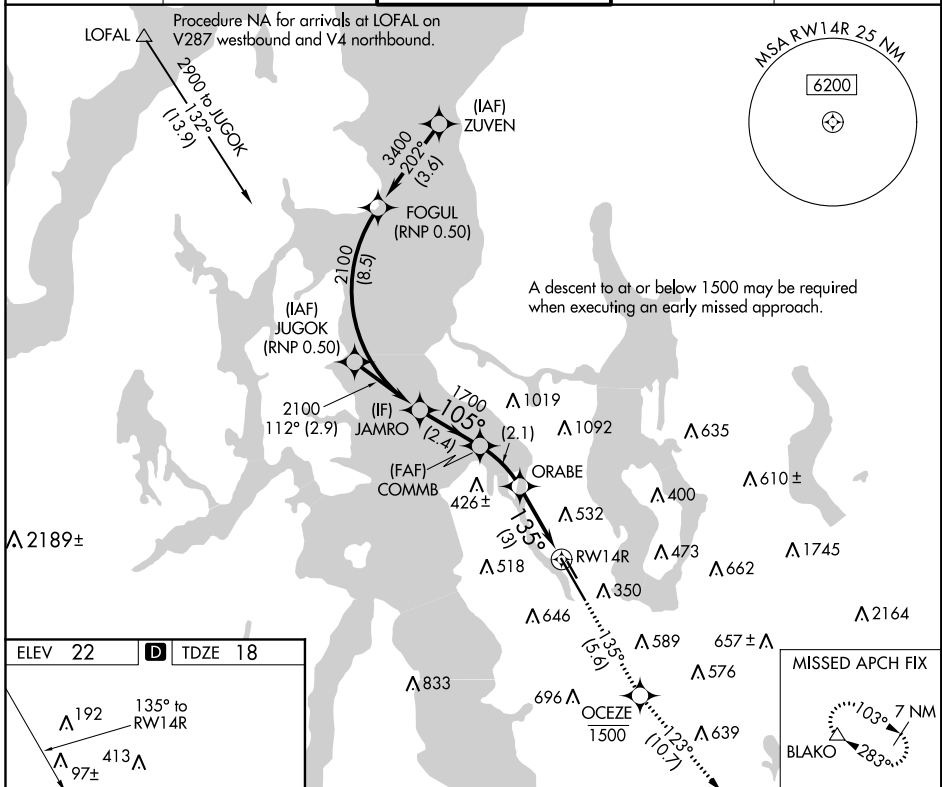 Procedure NA for arrivals at LOFAL on
V287 westbound and V4 northbound.
LOFAL
2900 to JUGOK
132°
(13.9)
MSA RW14R 25 NM
6200
(IAF)
ZUVEN
3400
202°
(3.6)
FOGUL
(RNP 0.50)
2100
(8.5)
A descent to at or below 1500 may be required
when executing an early missed approach.
(IAF)
JUGOK
(RNP 0.50)
2100
112° (2.9)
(IF)
JAMRO
1700
105°
(2.4)
(2.1)
1019
1092
635
(FAF)
COMMB
426±
ORABE
610±
400
532
135°
(3)
2189±
RW14R
473
1745
518
662
350
646
2164
135°
(5.6)
589
657±
576
833
696
OCEZE
1500
639
123°
(10.7)
ELEV 22
D
TDZE 18
192
135° to
RW14R
413
97±
MISSED APCH FIX
103°
7 NM
BLAKO
283°